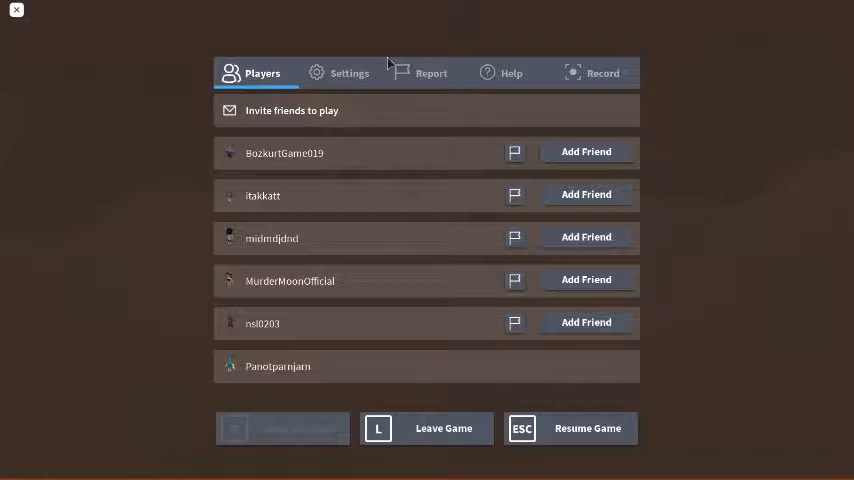 Players Settings Report Help Record
Invite friends to play
BozkurtGame019 Add Friend
itakkatt Add Friend
midmdjdnd Add Friend
MurderMoonOfficial Add Friend
nsl0203 Add Friend
Panotparnjarn
L Leave Game ESC Resume Game